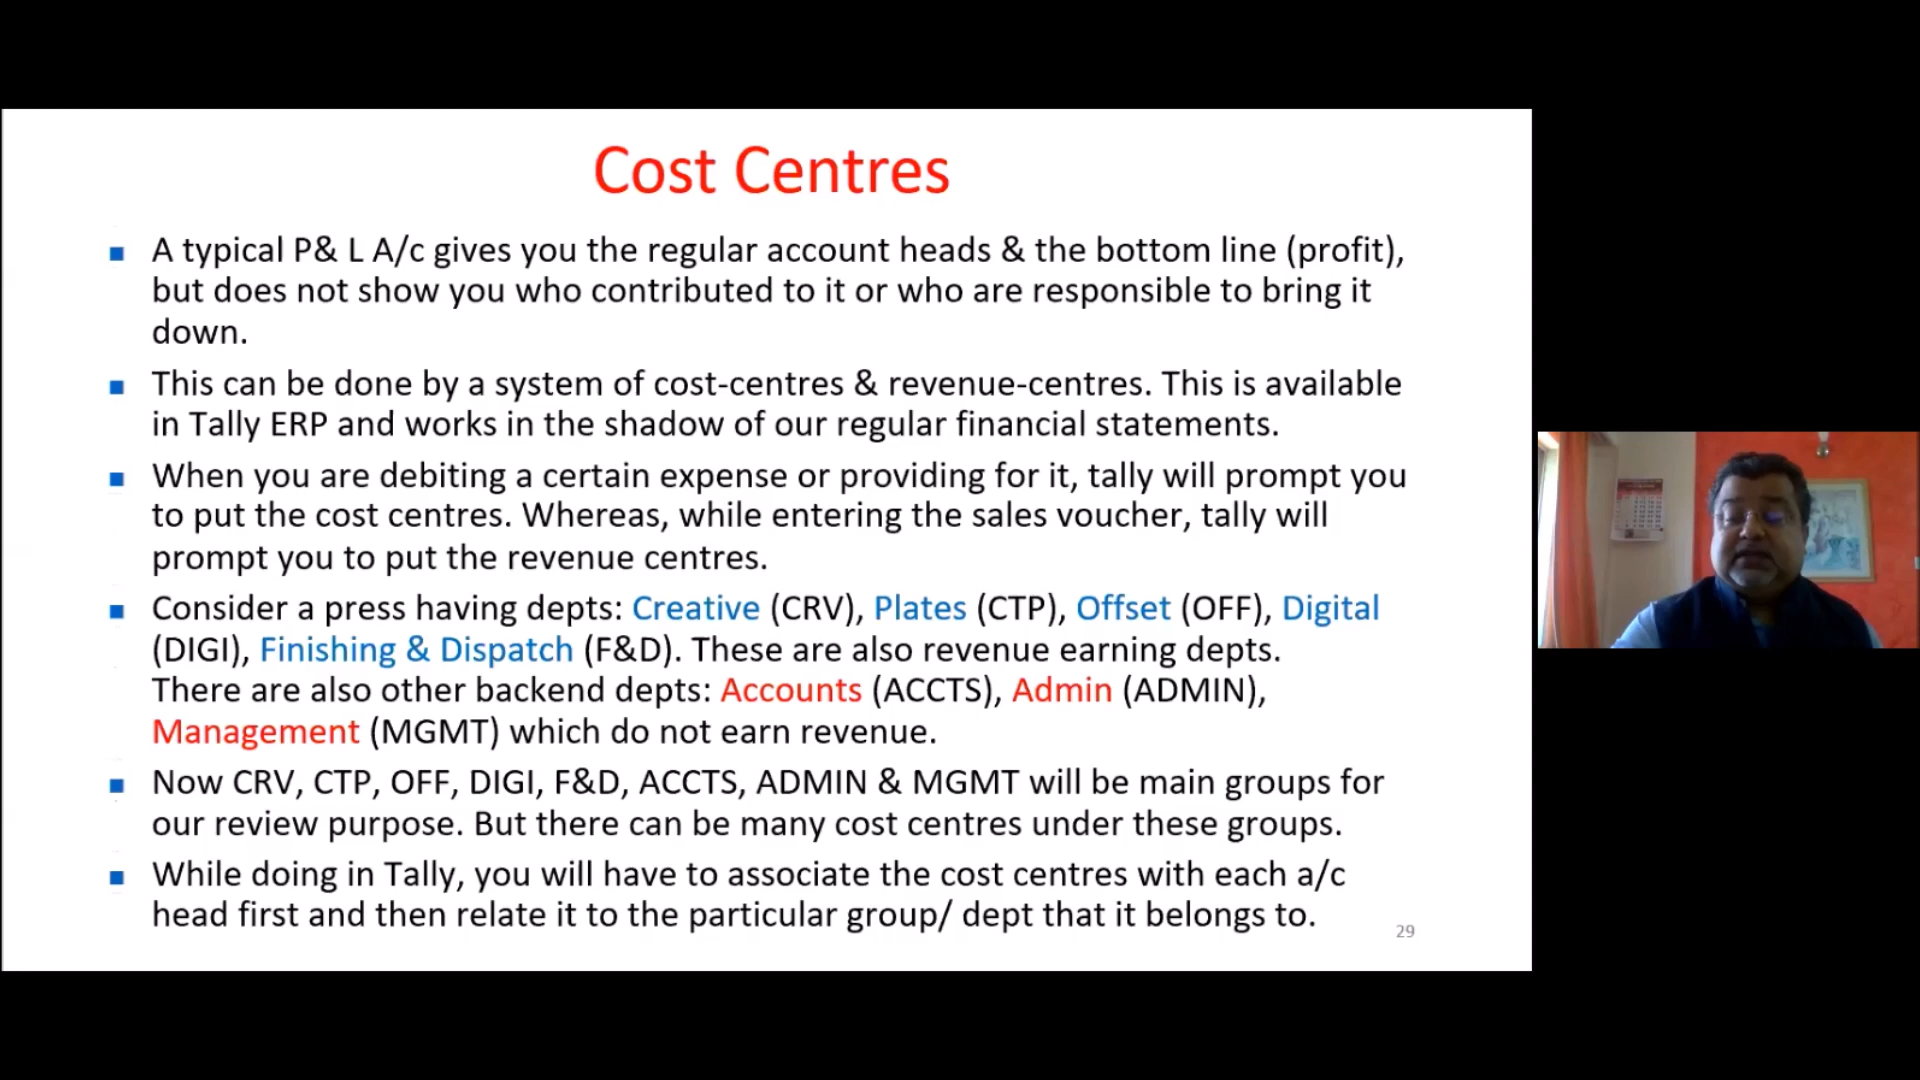 Cost Centres
A typical P& L A/c gives you the regular account heads & the bottom line (profit),
but does not show you who contributed to it or who are responsible to bring it
down.
This can be done by a system of cost-centres & revenue-centres. This is available
in Tally ERP and works in the shadow of our regular financial statements.
When you are debiting a certain expense or providing for it, tally will prompt you
to put the cost centres. Whereas, while entering the sales voucher, tally will
prompt you to put the revenue centres.
Consider a press having depts: Creative (CRV), Plates (CTP), Offset (OFF), Digital
(DIGI), Finishing & Dispatch (F&D). These are also revenue earning depts.
There are also other backend depts: Accounts (ACCTS), Admin (ADMIN),
Management (MGMT) which do not earn revenue.
Now CRV, CTP, OFF, DIGI, F&D, ACCTS, ADMIN & MGMT will be main groups for
our review purpose. But there can be many cost centres under these groups.
While doing in Tally, you will have to associate the cost centres with each a/c
head first and then relate it to the particular group/ dept that it belongs to.
29